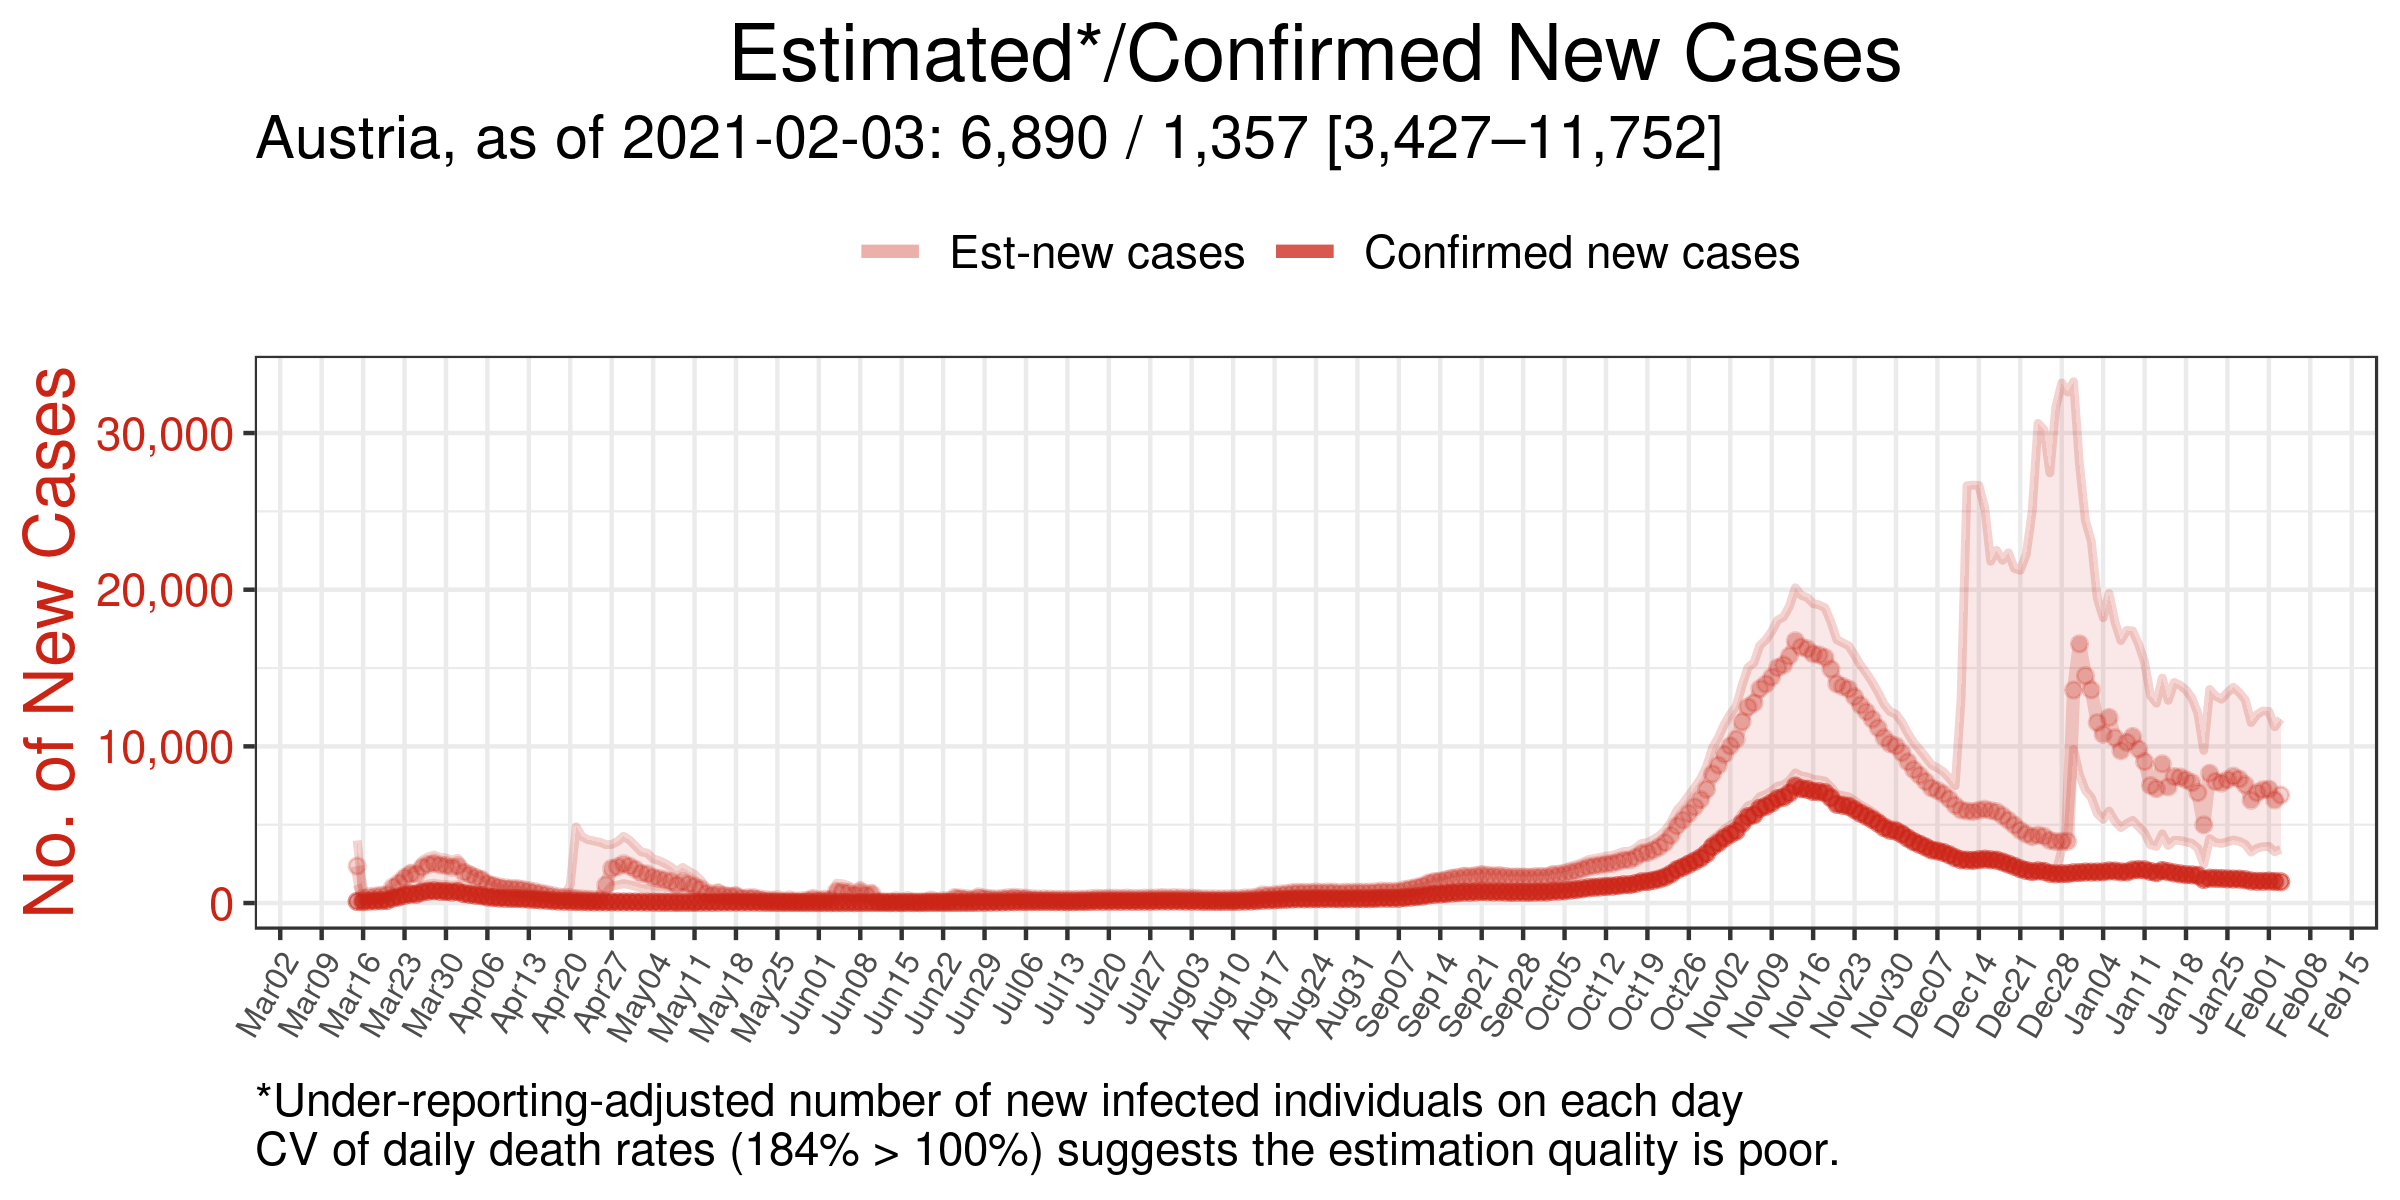 Estimated*/Confirmed New Cases
Austria, as of 2021-02-03: 6,890 / 1,357 [3,427–11,752]
Est-new cases Confirmed new cases
No. of New Cases
30,000
20,000
10,000
0
Mar02 Mar09 Mar16 Mar23 Mar30 Apr06 Apr13 Apr20 Apr27 May04 May11 May18 May25 Jun01 Jun08 Jun15 Jun22 Jun29 Jul06 Jul13 Jul20 Jul27 Aug03 Aug10 Aug17 Aug24 Aug31 Sep07 Sep14 Sep21 Sep28 Oct05 Oct12 Oct19 Oct26 Nov02 Nov09 Nov16 Nov23 Nov30 Dec07 Dec14 Dec21 Dec28 Jan04 Jan11 Jan18 Jan25 Feb01 Feb08 Feb15
*Under-reporting-adjusted number of new infected individuals on each day
CV of daily death rates (184% > 100%) suggests the estimation quality is poor.